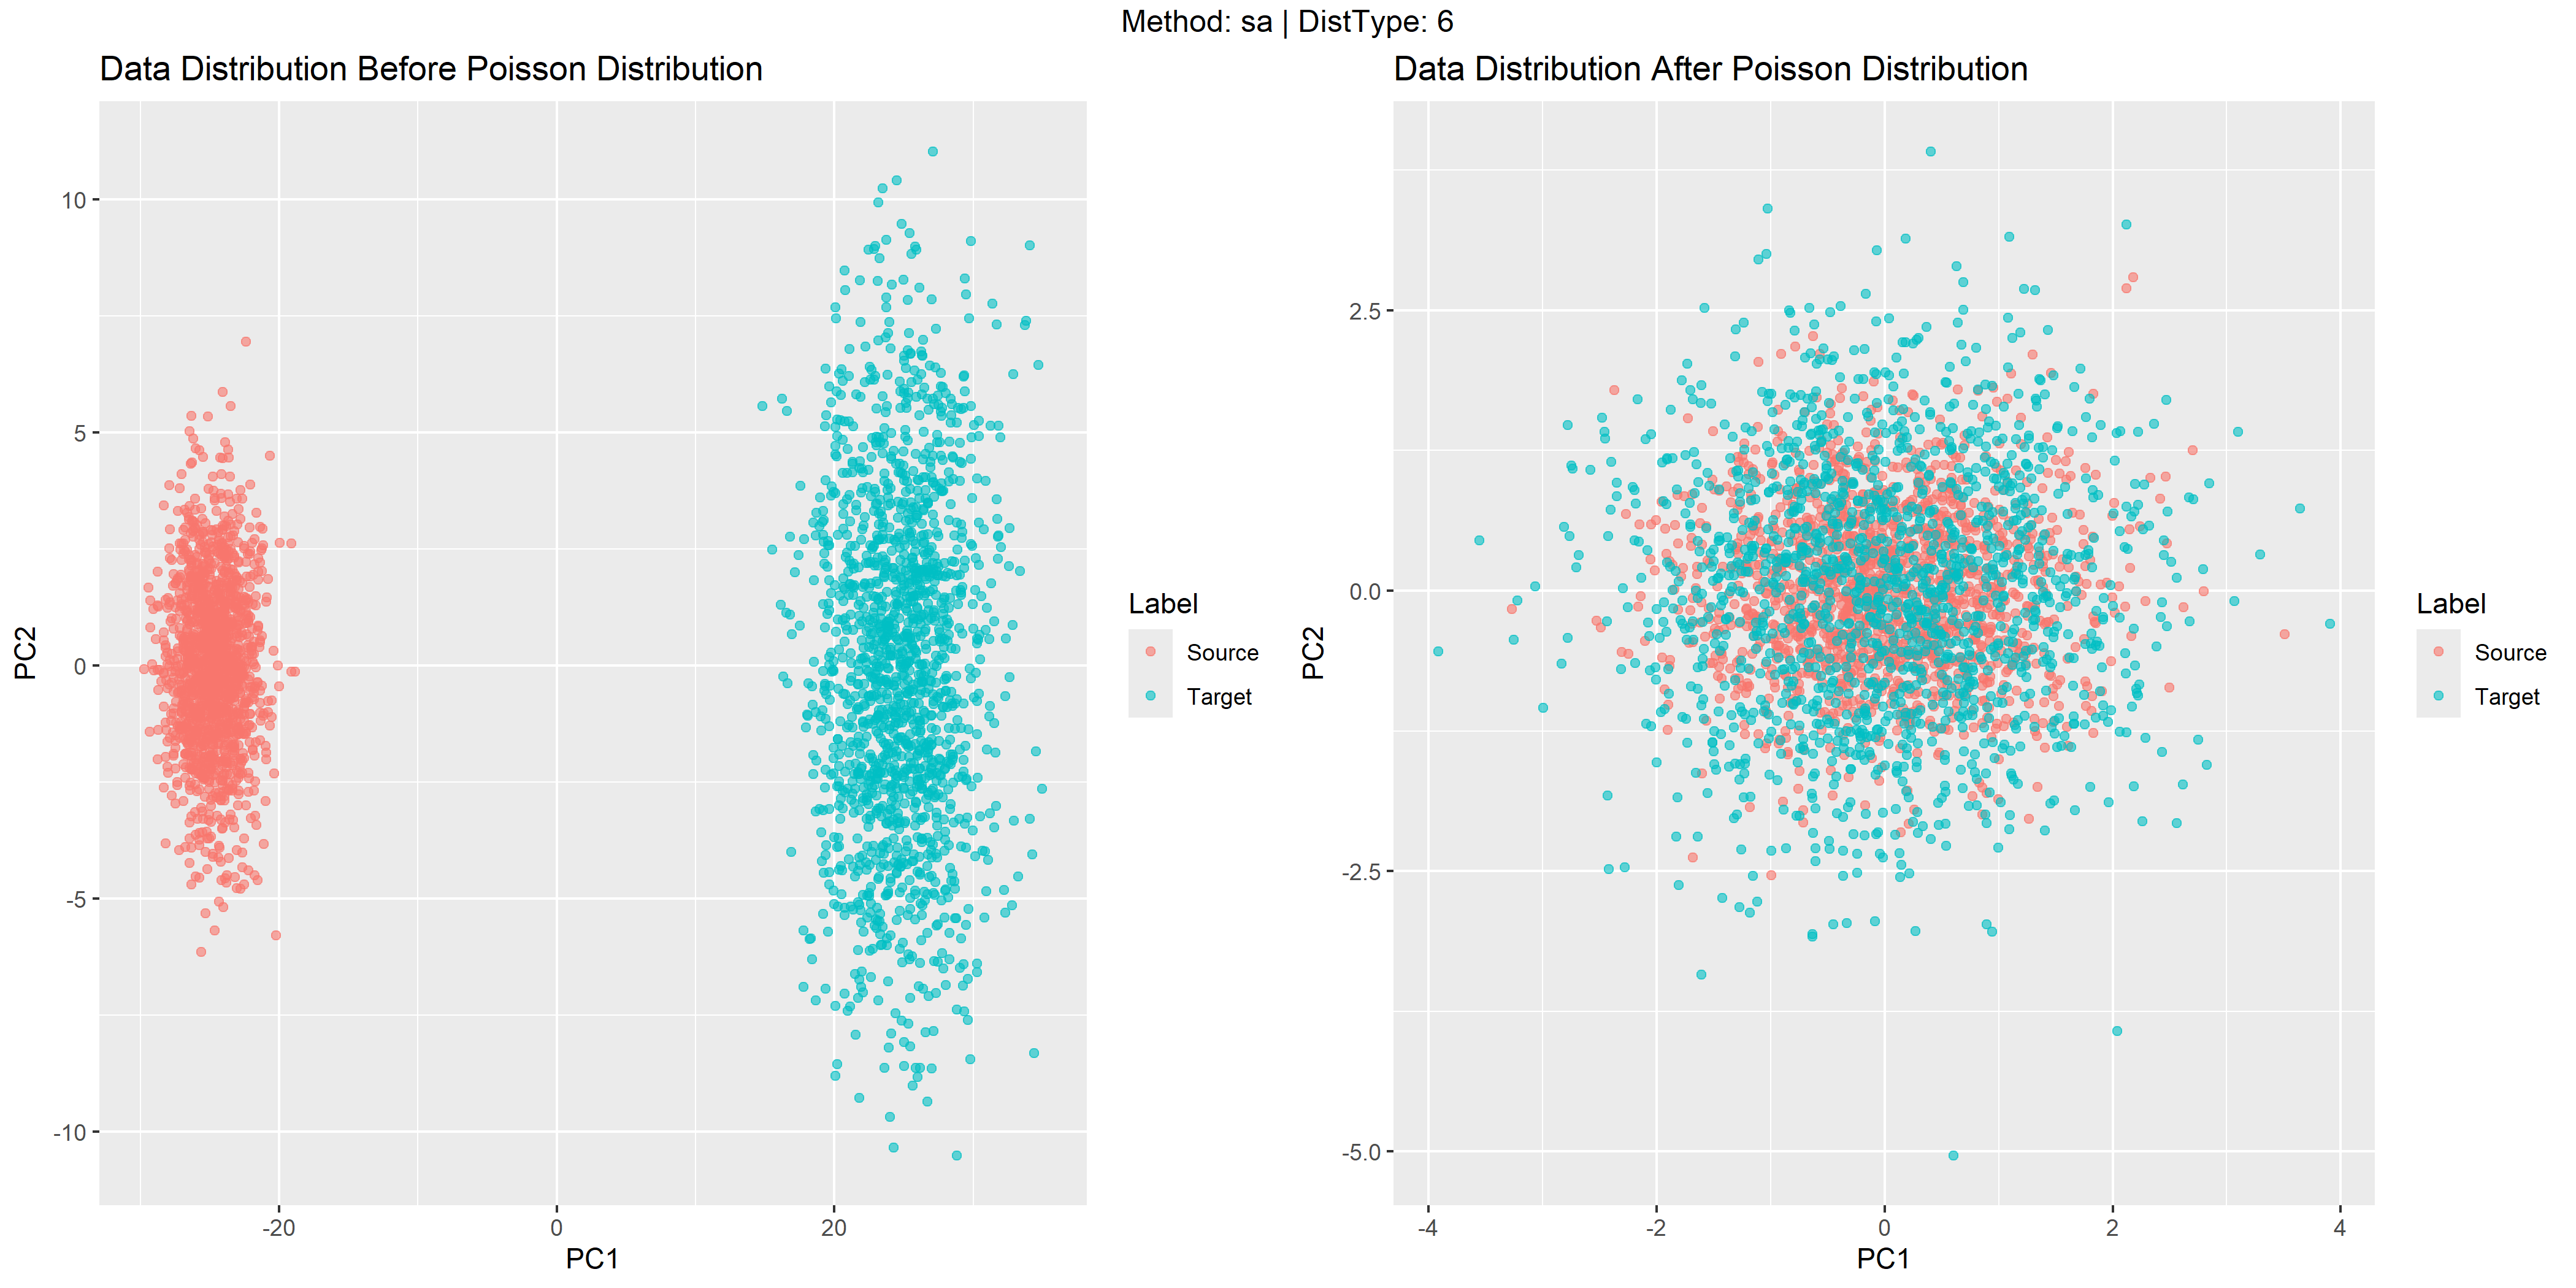 Method: sa | DistType: 6
Data Distribution Before Poisson Distribution
10
5
0
-5
-10
PC2
-20
0
20
PC1
Label
Source
Target
Data Distribution After Poisson Distribution
2.5
0.0
-2.5
-5.0
PC2
-4
-2
0
2
4
PC1
Label
Source
Target